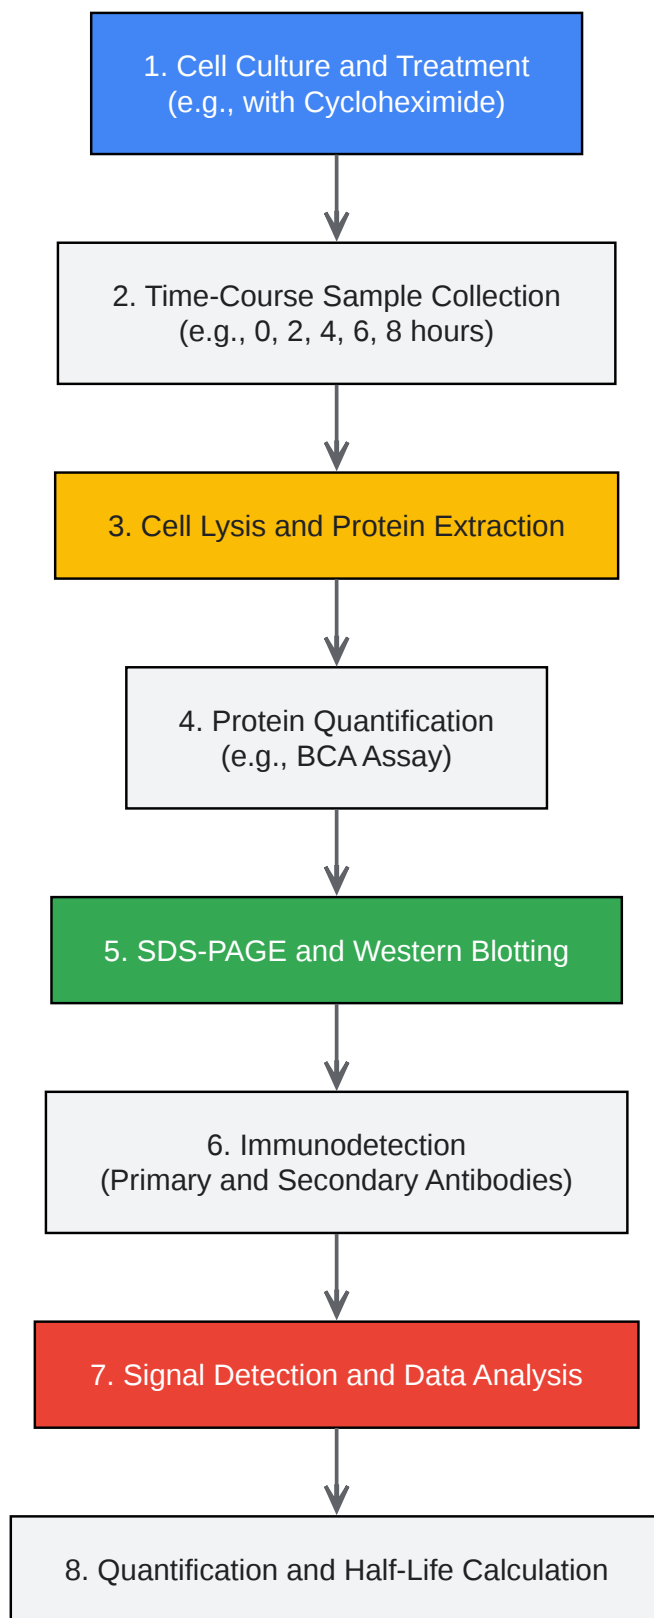 1. Cell Culture and Treatment
(e.g., with Cycloheximide)
2. Time-Course Sample Collection
(e.g., 0, 2, 4, 6, 8 hours)
3. Cell Lysis and Protein Extraction
4. Protein Quantification
(e.g., BCA Assay)
5. SDS-PAGE and Western Blotting
6. Immunodetection
(Primary and Secondary Antibodies)
7. Signal Detection and Data Analysis
8. Quantification and Half-Life Calculation